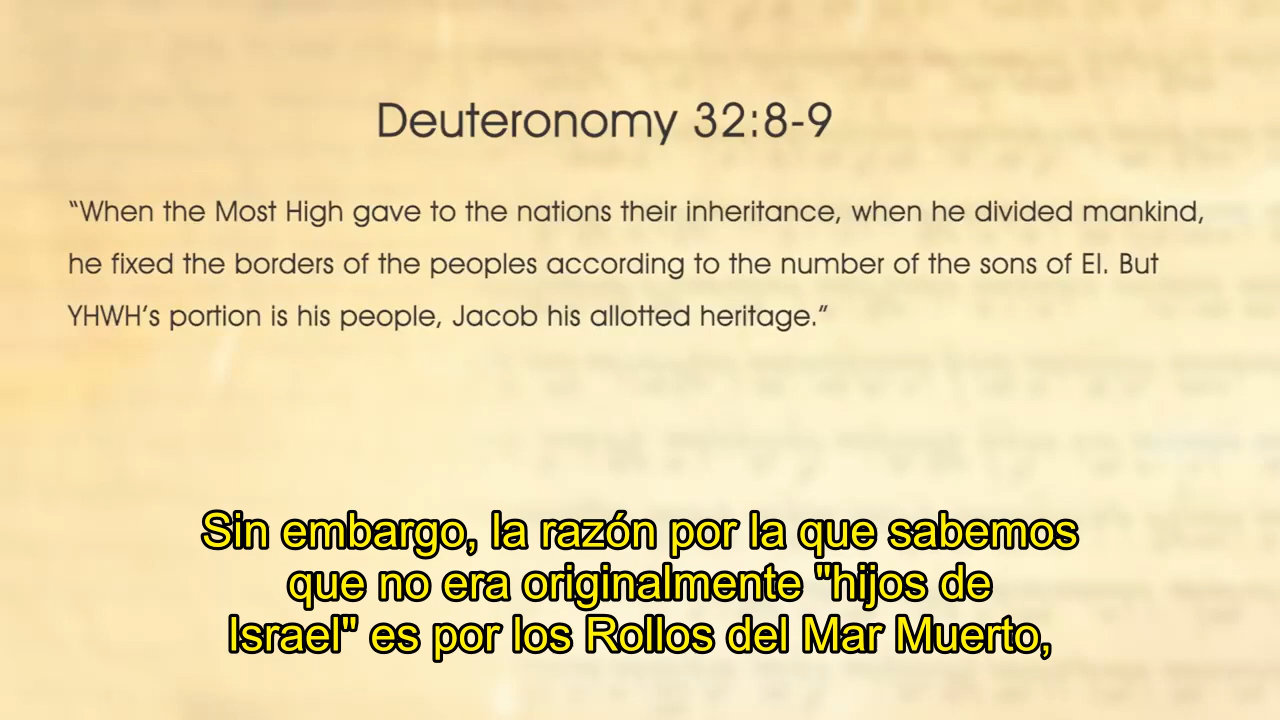 Deuteronomy 32:8-9
“When the Most High gave to the nations their inheritance, when he divided mankind,
he fixed the borders of the peoples according to the number of the sons of El. But
YHWH’s portion is his people, Jacob his allotted heritage.”
Sin embargo, la razón por la que sabemos
que no era originalmente "hijos de
Israel" es por los Rollos del Mar Muerto,